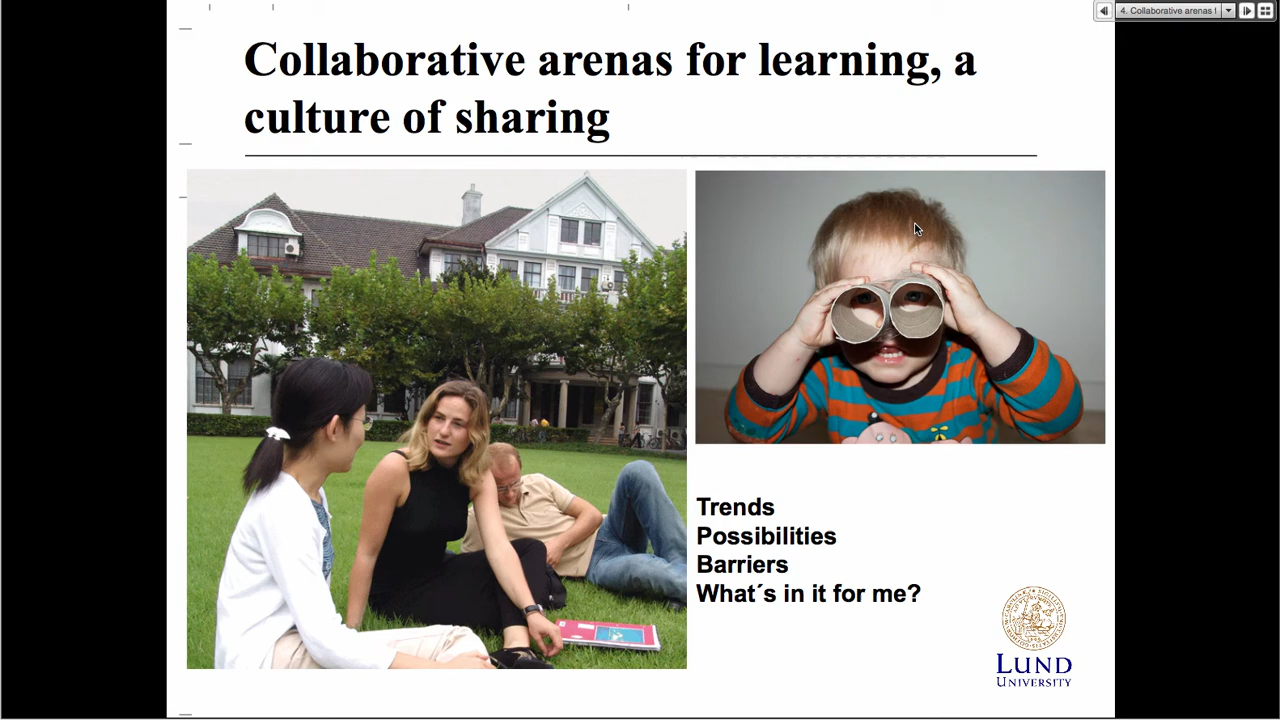 4. Collaborative arenas f
Collaborative arenas for learning, a
culture of sharing
Trends
Possibilities
Barriers
What´s in it for me?
LUND
UNIVERSITY